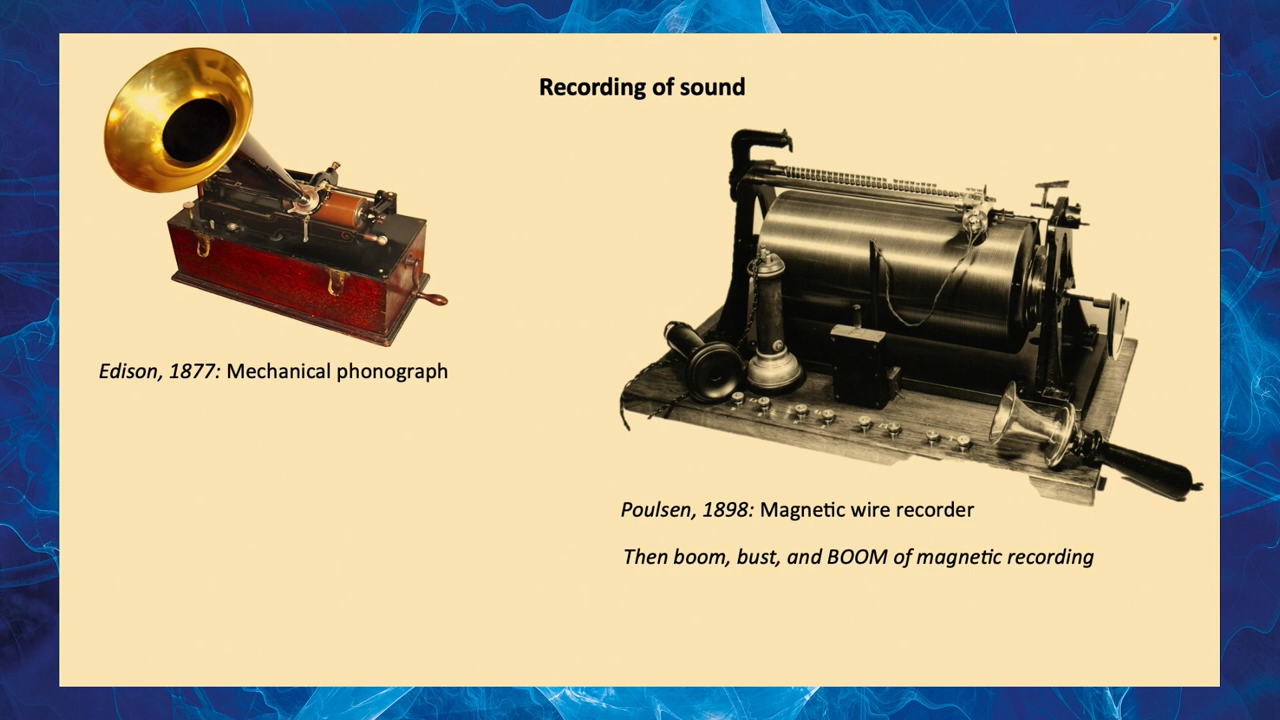 Recording of sound
Edison, 1877: Mechanical phonograph
Poulsen, 1898: Magnetic wire recorder
Then boom, bust, and BOOM of magnetic recording